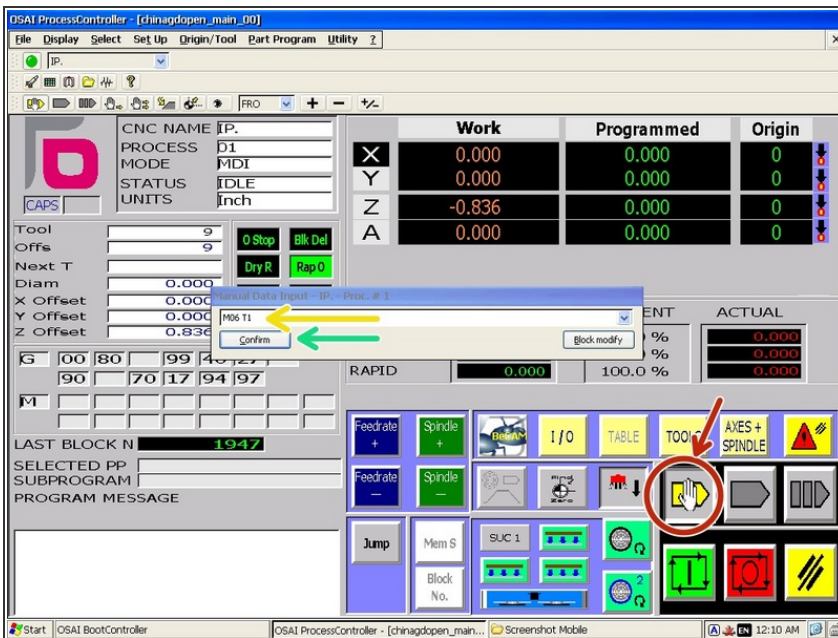 OSAI ProcessController - [chinagdopen_main_00]
File Display Select Set Up Origin/Tool Part Program Utility ?
IP.
FRO
CNC NAME IP.
PROCESS 01
MODE MDI
STATUS IDLE
UNITS Inch
CAPS
Work Programmed Origin
X 0.000 0.000 0
Y 0.000 0.000 0
Z -0.836 0.000 0
A 0.000 0.000 0
Tool 9
Offs 9
Next T
Diam 0.000
X Offset 0.000
Y Offset 0.000
Z Offset 0.836
O Stop Blk Del
Dry R Rap O
Manual Data Input - IP. - Proc. # 1
M06 T1
Confirm Block modify
ENT ACTUAL
% 0.000
% 0.000
RAPID 0.000 100.0 % 0.000
G 00 80 99
90 70 17 94 97
M
LAST BLOCK N 1947
SELECTED PP
SUBPROGRAM
PROGRAM MESSAGE
Feedrate + Spindle + I/O TABLE AXES + SPINDLE
Feedrate - Spindle - Zero
Jump Mem S SUC 1
Block No. 2
Start OSAI BootController OSAI ProcessController - [chinagdopen_main... Screenshot Mobile EN 12:10 AM